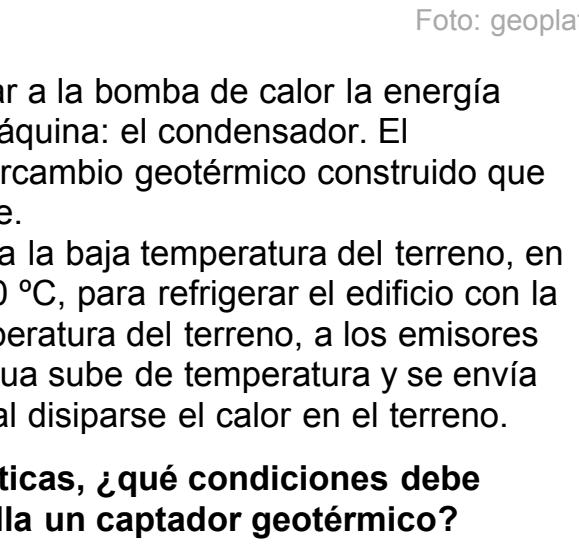 Foto: geopla
ar a la bomba de calor la energía
áquina: el condensador. El
ercambio geotérmico construido que
e.
a la baja temperatura del terreno, en
0 ºC, para refrigerar el edificio con la
peratura del terreno, a los emisores
ua sube de temperatura y se envía
al disiparse el calor en el terreno.
ticas, ¿qué condiciones debe
lla un captador geotérmico?